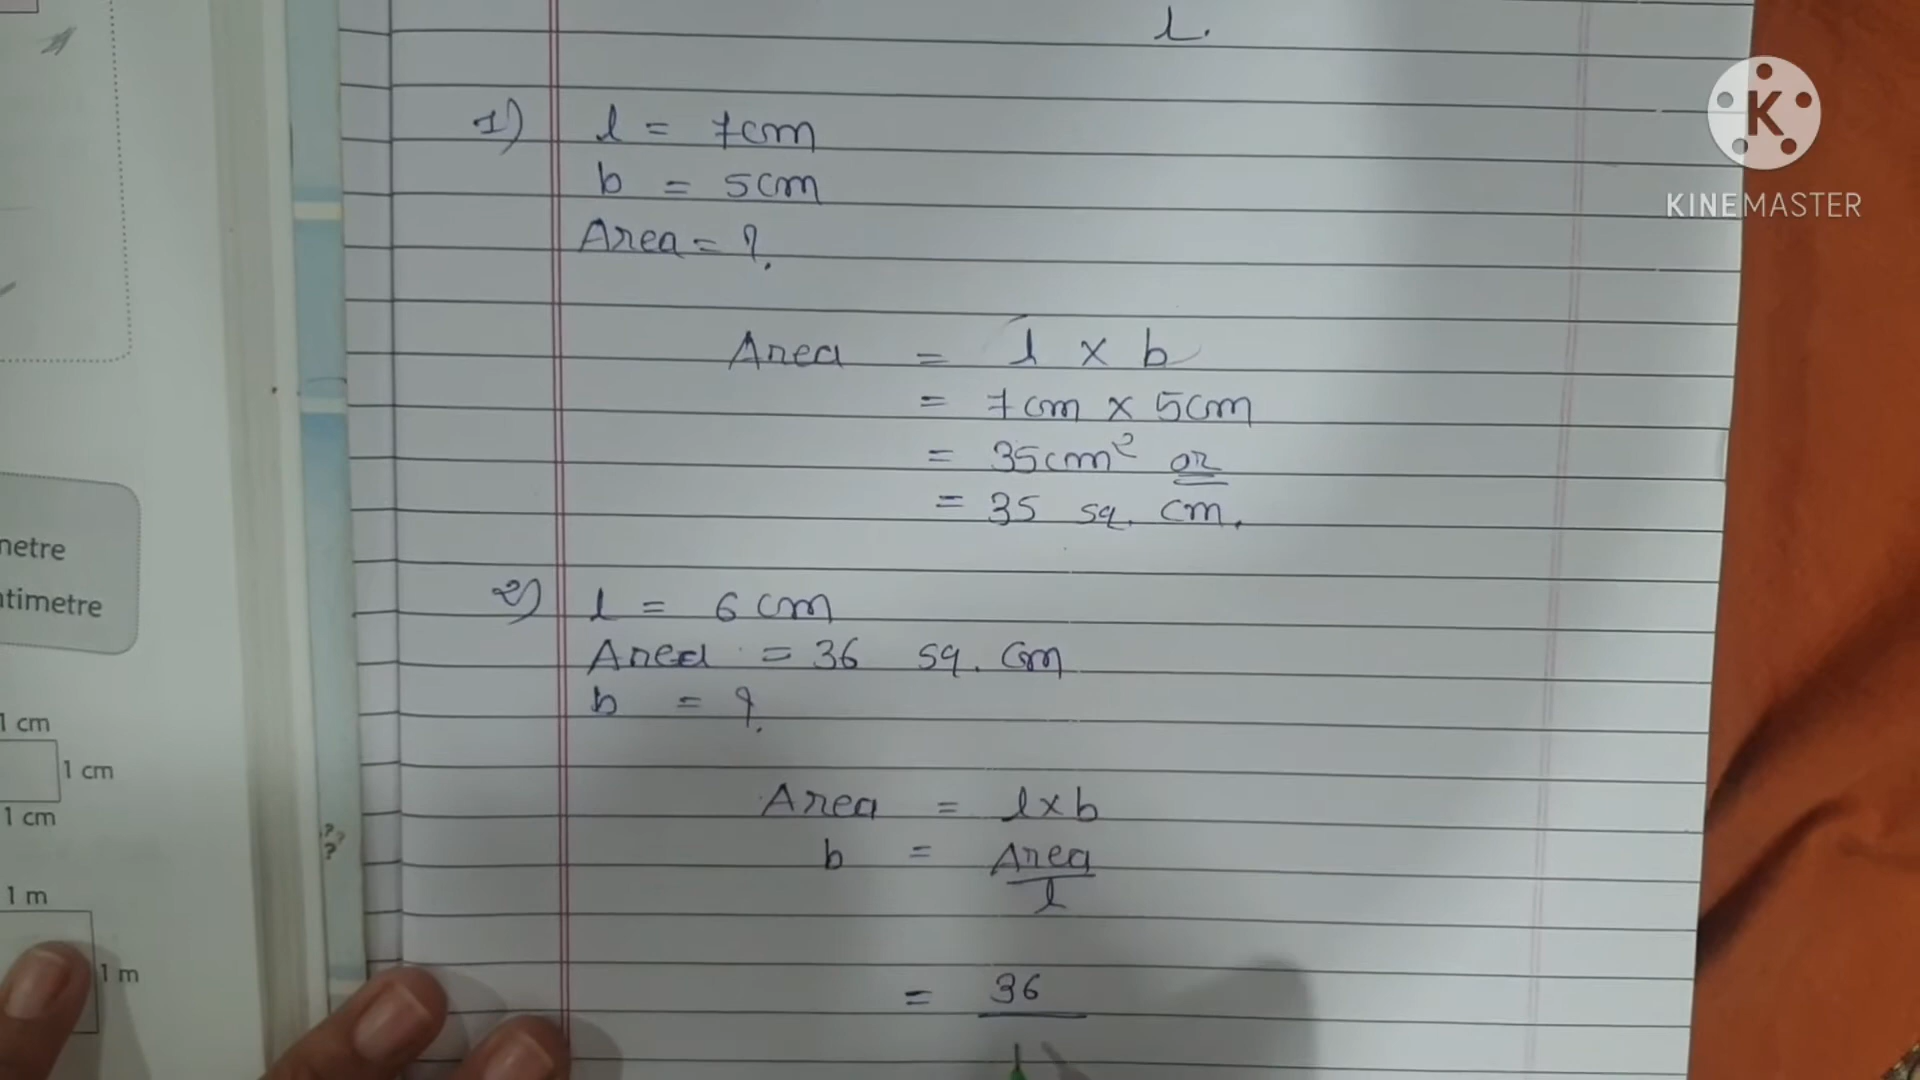 l.
1) l = 7cm
b = 5cm
Area = ?
Area = l × b
= 7cm × 5cm
= 35cm² or
= 35 sq. cm.
2) l = 6 cm
Area = 36 sq. cm
b = ?
Area = l×b
b = Area
l
= 36
netre
ntimetre
1 cm
1 cm
1 cm
1 m
1 m
? ?
?
K
KINEMASTER